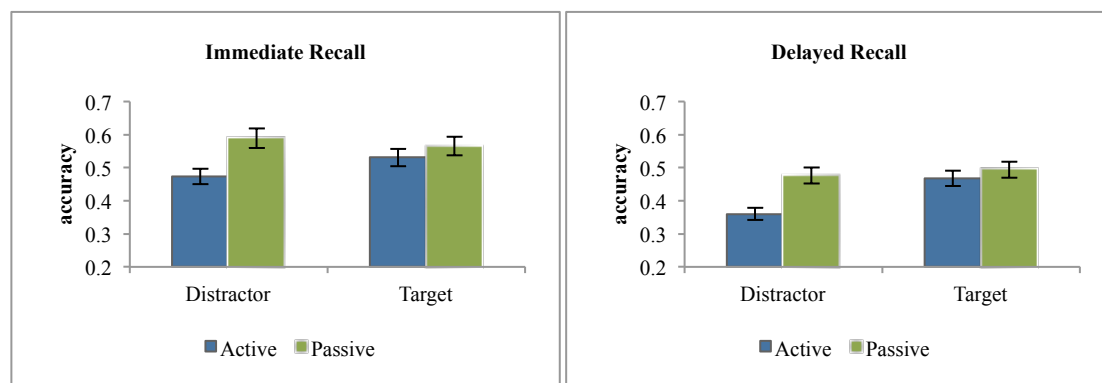 Immediate Recall
accuracy
0.7
0.6
0.5
0.4
0.3
0.2
Distractor Target
Active Passive
Delayed Recall
accuracy
0.7
0.6
0.5
0.4
0.3
0.2
Distractor Target
Active Passive